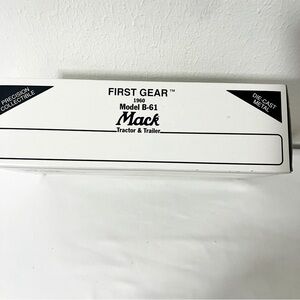 FIRST GEAR™
1960
Model B-61
Mack
Tractor & Trailer
PRECISION
COLLECTIBLE
DIE-CAST
METAL